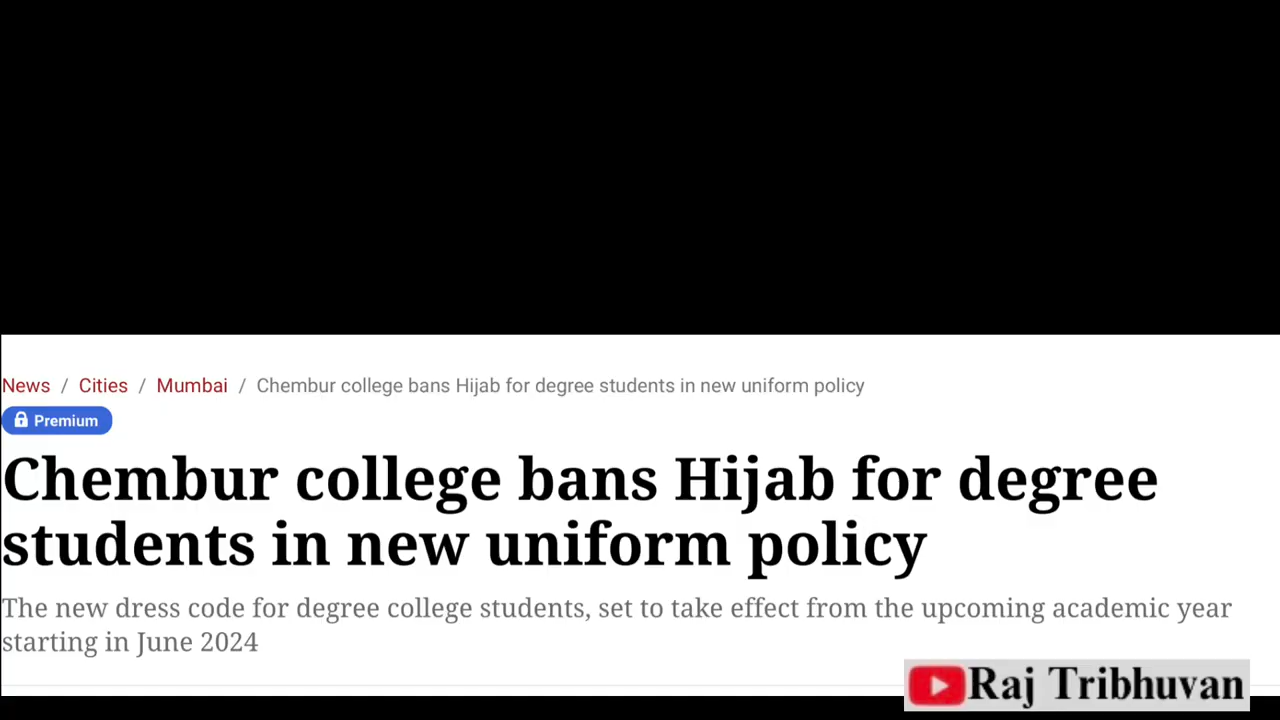 News / Cities / Mumbai / Chembur college bans Hijab for degree students in new uniform policy
Premium
Chembur college bans Hijab for degree
students in new uniform policy
The new dress code for degree college students, set to take effect from the upcoming academic year
starting in June 2024
Raj Tribhuvan